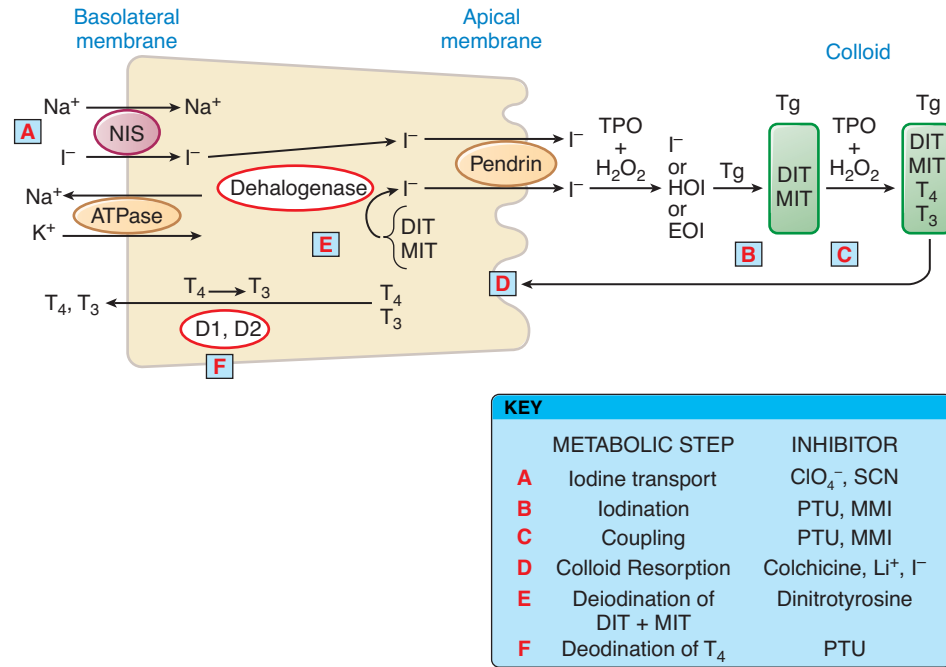 Basolateral
membrane
Apical
membrane
Colloid
A
Na⁺
Na⁺
NIS
I⁻
I⁻
I⁻
I⁻
Pendrin
I⁻
I⁻
TPO
+
H₂O₂
I⁻
or
HOI
or
EOI
Tg
B
Tg
DIT
MIT
TPO
+
H₂O₂
C
Tg
DIT
MIT
T₄
T₃
Na⁺
ATPase
K⁺
Dehalogenase
E
DIT
MIT
D
T₄, T₃
T₄
T₃
T₄
T₃
D1, D2
F
KEY
METABOLIC STEP INHIBITOR
A Iodine transport ClO₄⁻, SCN
B Iodination PTU, MMI
C Coupling PTU, MMI
D Colloid Resorption Colchicine, Li⁺, I⁻
E Deiodination of Dinitrotyrosine
DIT + MIT
F Deodination of T₄ PTU